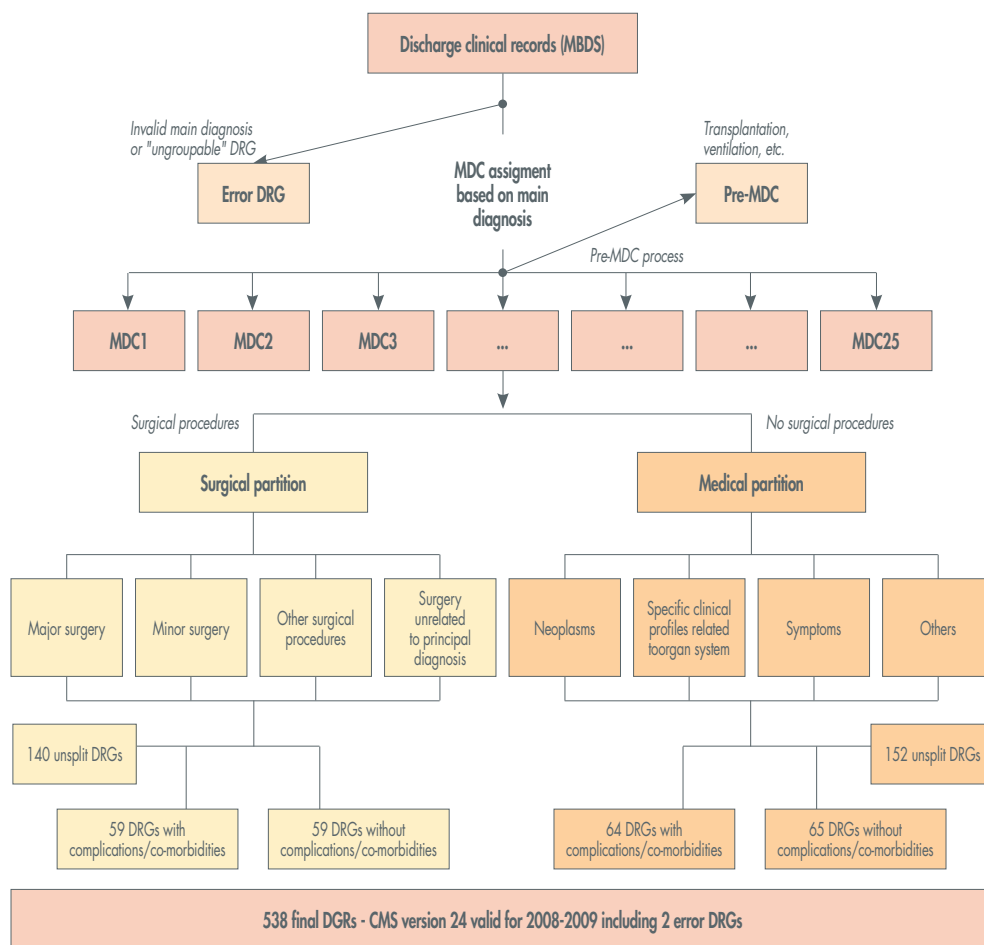 Discharge clinical records (MBDS)
Invalid main diagnosis
or "ungroupable" DRG
Transplantation,
ventilation, etc.
Error DRG
MDC assigment
based on main
diagnosis
Pre-MDC
Pre-MDC process
MDC1
MDC2
MDC3
...
...
...
MDC25
Surgical procedures
No surgical procedures
Surgical partition
Medical partition
Major surgery
Minor surgery
Other surgical
procedures
Surgery
unrelated
to principal
diagnosis
Neoplasms
Specific clinical
profiles related
toorgan system
Symptoms
Others
140 unsplit DRGs
152 unsplit DRGs
59 DRGs with
complications/co-morbidities
59 DRGs without
complications/co-morbidities
64 DRGs with
complications/co-morbidities
65 DRGs without
complications/co-morbidities
538 final DGRs - CMS version 24 valid for 2008-2009 including 2 error DRGs